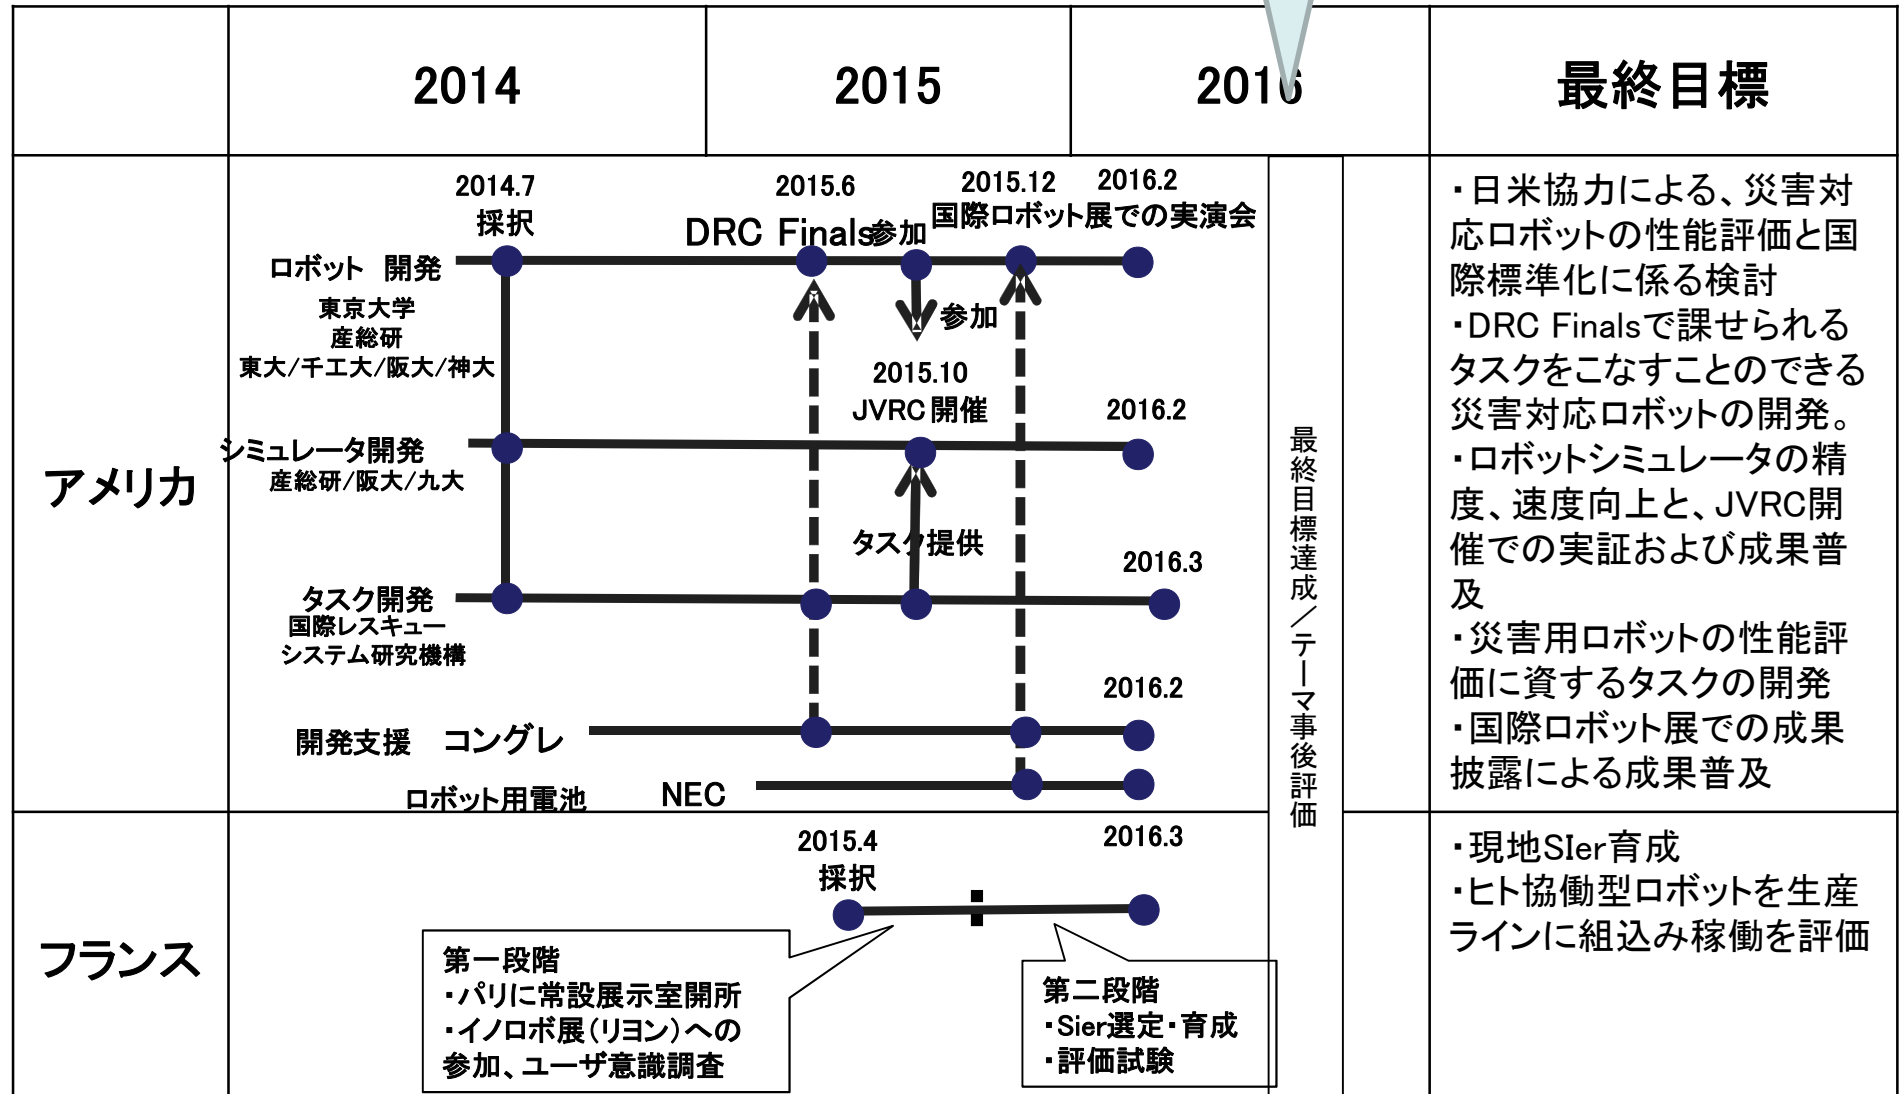 2014
2015
2016
最終目標
アメリカ
2014.7
採択
2015.6
DRC Finals参加
2015.12
国際ロボット展での実演会
2016.2
ロボット 開発
東京大学
産総研
東大/千工大/阪大/神大
参加
2015.10
JVRC開催
2016.2
シミュレータ開発
産総研/阪大/九大
タスク提供
2016.3
タスク開発
国際レスキュー
システム研究機構
2016.2
開発支援 コングレ
ロボット用電池 NEC
最終目標達成／テーマ事後評価
・日米協力による、災害対
応ロボットの性能評価と国
際標準化に係る検討
・DRC Finalsで課せられる
タスクをこなすことのできる
災害対応ロボットの開発。
・ロボットシミュレータの精
度、速度向上と、JVRC開
催での実証および成果普
及
・災害用ロボットの性能評
価に資するタスクの開発
・国際ロボット展での成果
披露による成果普及
フランス
2015.4
採択
2016.3
第一段階
・パリに常設展示室開所
・イノロボ展(リヨン)への
参加、ユーザ意識調査
第二段階
・Sier選定・育成
・評価試験
・現地SIer育成
・ヒト協働型ロボットを生産
ラインに組込み稼働を評価